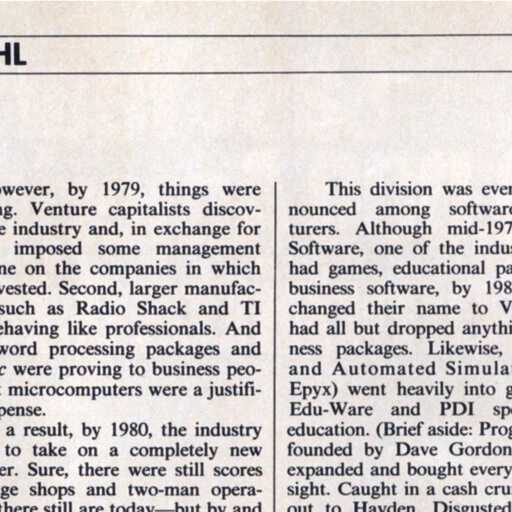 HL
owever, by 1979, things were
ng. Venture capitalists discov-
e industry and, in exchange for
imposed some management
ne on the companies in which
vested. Second, larger manufac-
such as Radio Shack and TI
ehaving like professionals. And
word processing packages and
c were proving to business peo-
t microcomputers were a justifi-
pense.
a result, by 1980, the industry
to take on a completely new
er. Sure, there were still scores
ge shops and two-man opera-
there still are today—but by and
This division was even
nounced among software
turers. Although mid-197
Software, one of the indus
had games, educational pa
business software, by 198
changed their name to V
had all but dropped anythi
ness packages. Likewise,
and Automated Simulat
Epyx) went heavily into g
Edu-Ware and PDI spe
education. (Brief aside: Prog
founded by Dave Gordon
expanded and bought every
sight. Caught in a cash crun
out to Hayden. Disgusted